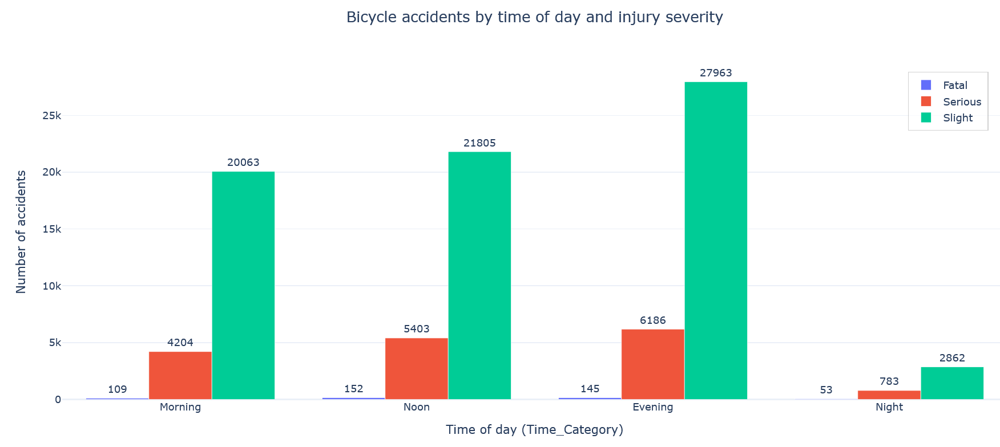 Bicycle accidents by time of day and injury severity
Number of accidents
25k
20k
15k
10k
5k
0
109
4204
20063
152
5403
21805
145
6186
27963
53
783
2862
Morning
Noon
Evening
Night
Time of day (Time_Category)
Fatal
Serious
Slight